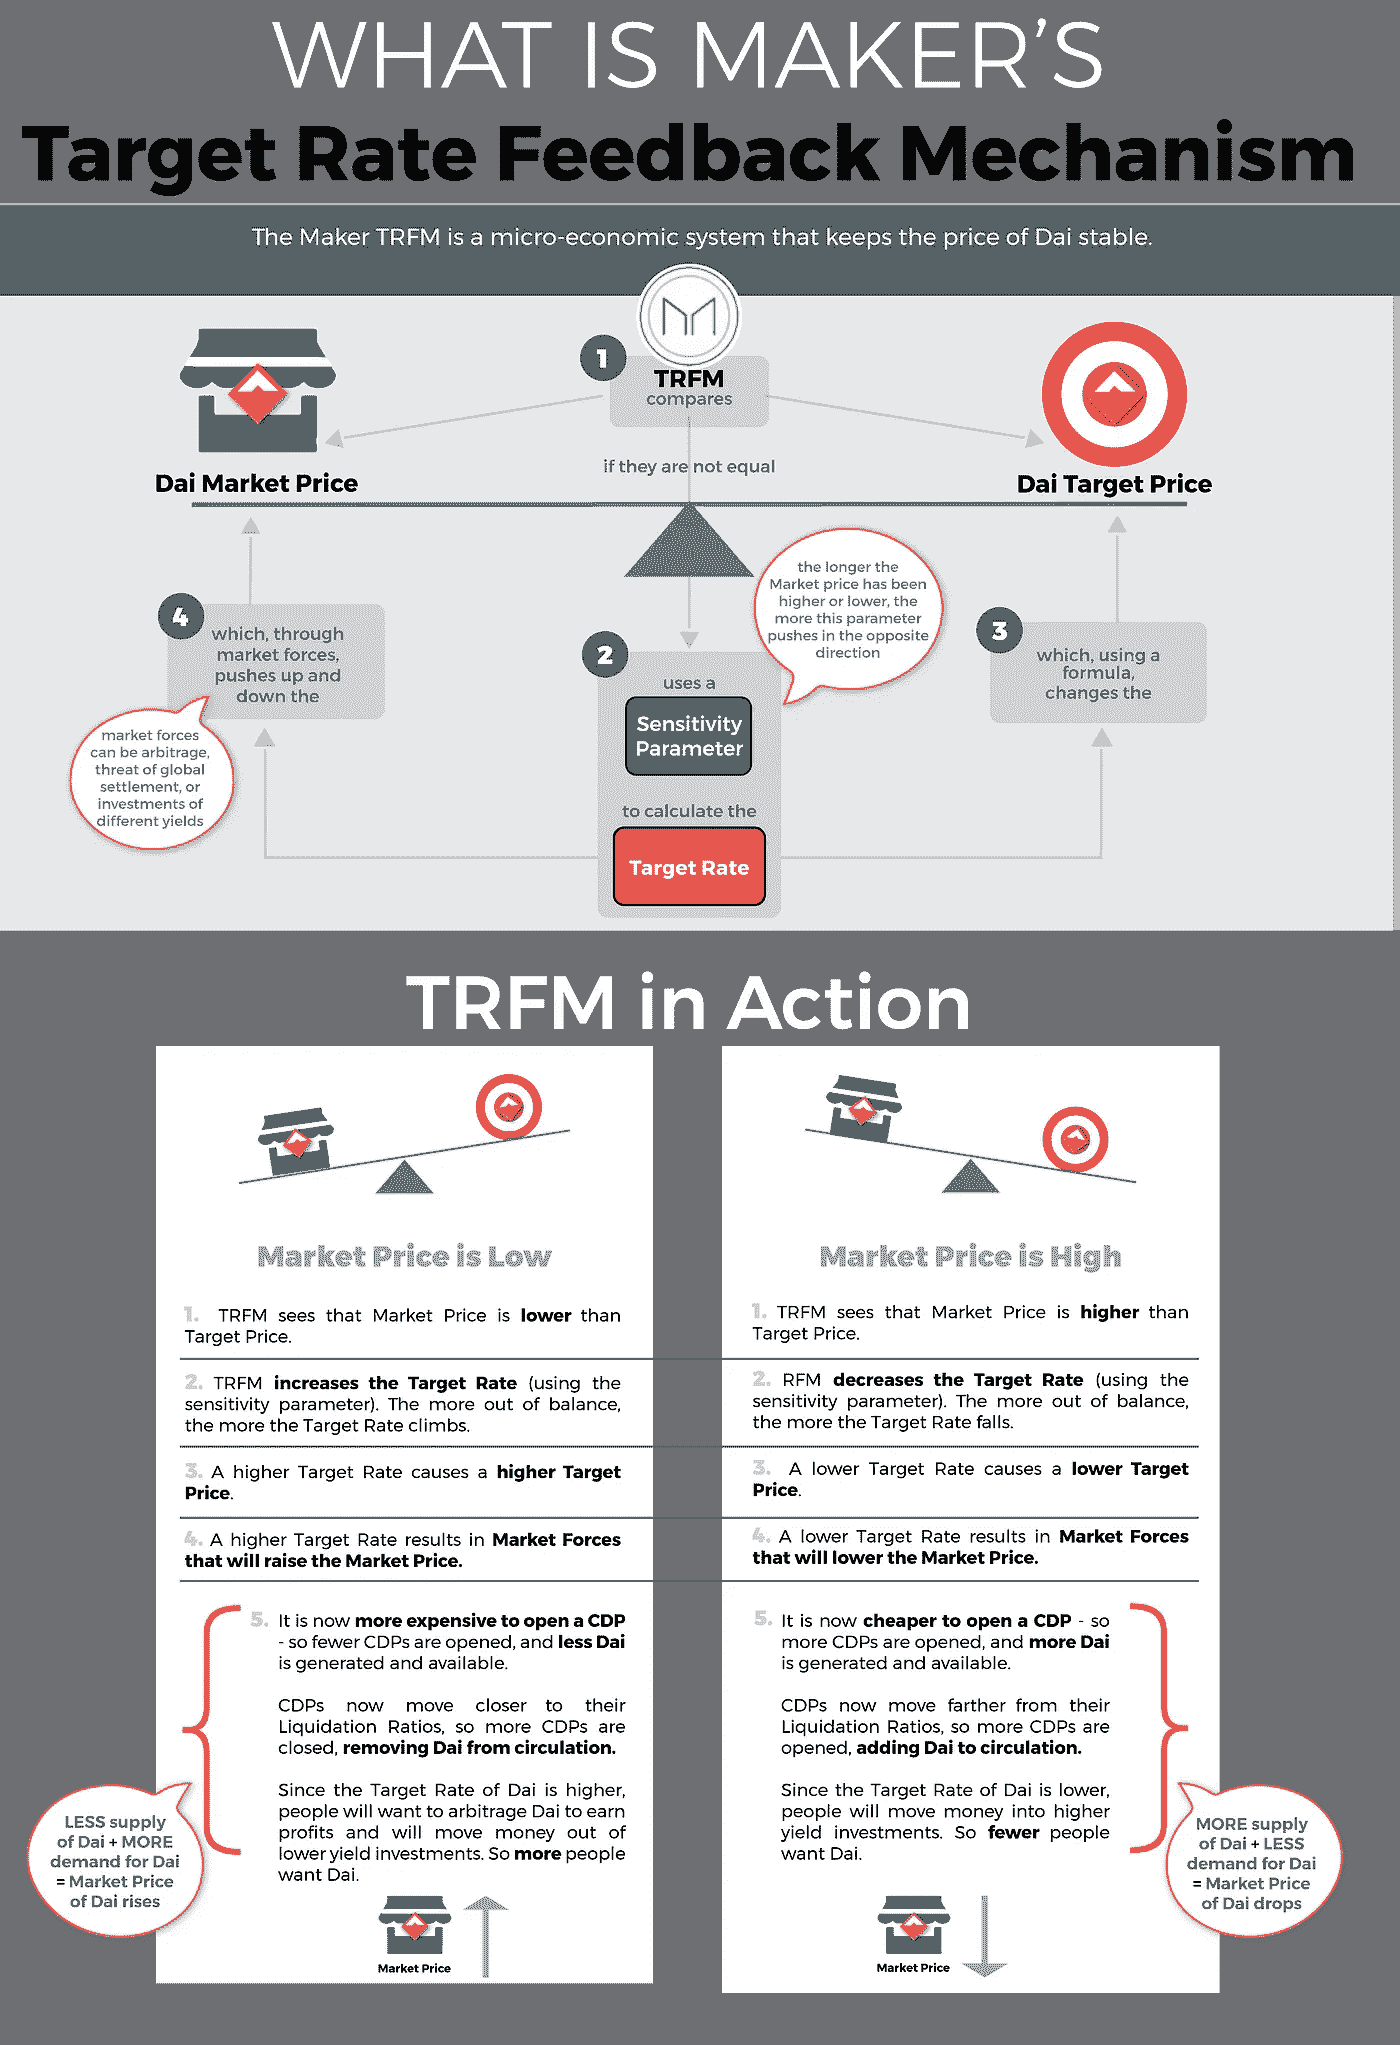 WHAT IS MAKER'S
Target Rate Feedback Mechanism
The Maker TRFM is a micro-economic system that keeps the price of Dai stable.
1
TRFM
compares
if they are not equal
Dai Market Price
Dai Target Price
the longer the
Market price has been
higher or lower, the
more this parameter
pushes in the opposite
direction
2
uses a
Sensitivity
Parameter
to calculate the
Target Rate
3
which, using a
formula,
changes the
4
which, through
market forces,
pushes up and
down the
market forces
can be arbitrage,
threat of global
settlement, or
investments of
different yields
TRFM in Action
Market Price is Low
1. TRFM sees that Market Price is lower than
Target Price.
2. TRFM increases the Target Rate (using the
sensitivity parameter). The more out of balance,
the more the Target Rate climbs.
3. A higher Target Rate causes a higher Target
Price.
4. A higher Target Rate results in Market Forces
that will raise the Market Price.
5. It is now more expensive to open a CDP
- so fewer CDPs are opened, and less Dai
is generated and available.
CDPs now move closer to their
Liquidation Ratios, so more CDPs are
closed, removing Dai from circulation.
Since the Target Rate of Dai is higher,
people will want to arbitrage Dai to earn
profits and will move money out of
lower yield investments. So more people
want Dai.
LESS supply
of Dai + MORE
demand for Dai
= Market Price
of Dai rises
Market Price
Market Price is High
1. TRFM sees that Market Price is higher than
Target Price.
2. RFM decreases the Target Rate (using the
sensitivity parameter). The more out of balance,
the more the Target Rate falls.
3. A lower Target Rate causes a lower Target
Price.
4. A lower Target Rate results in Market Forces
that will lower the Market Price.
5. It is now cheaper to open a CDP - so
more CDPs are opened, and more Dai
is generated and available.
CDPs now move farther from their
Liquidation Ratios, so more CDPs are
opened, adding Dai to circulation.
Since the Target Rate of Dai is lower,
people will move money into higher
yield investments. So fewer people
want Dai.
MORE supply
of Dai + LESS
demand for Dai
= Market Price
of Dai drops
Market Price